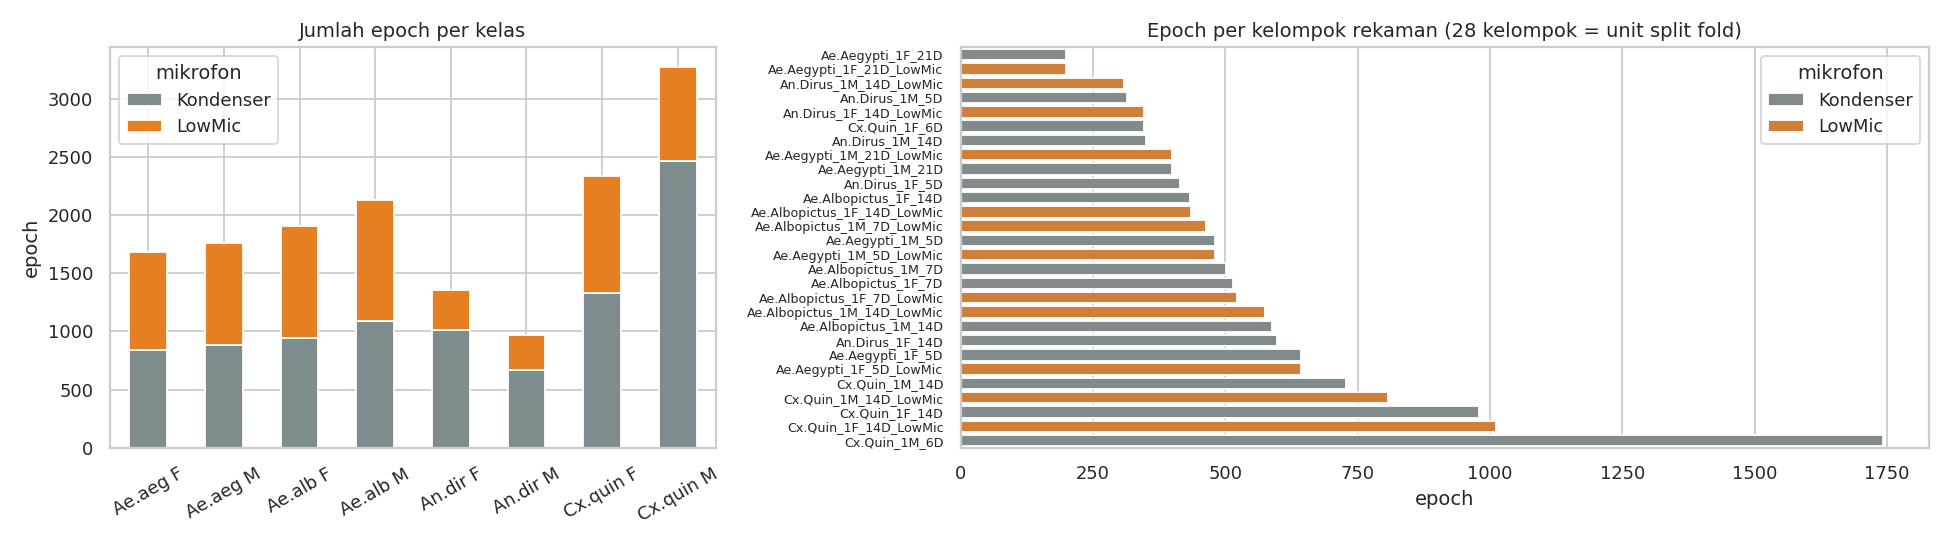 Jumlah epoch per kelas
mikrofon
Kondenser
LowMic
epoch
3000
2500
2000
1500
1000
500
0
Ae.aeg F
Ae.aeg M
Ae.alb F
Ae.alb M
An.dir F
An.dir M
Cx.quin F
Cx.quin M
Epoch per kelompok rekaman (28 kelompok = unit split fold)
mikrofon
Kondenser
LowMic
Ae.Aegypti_1F_21D
Ae.Aegypti_1F_21D_LowMic
An.Dirus_1M_14D_LowMic
An.Dirus_1M_5D
An.Dirus_1F_14D_LowMic
Cx.Quin_1F_6D
An.Dirus_1M_14D
Ae.Aegypti_1M_21D_LowMic
Ae.Aegypti_1M_21D
An.Dirus_1F_5D
Ae.Albopictus_1F_14D
Ae.Albopictus_1F_14D_LowMic
Ae.Albopictus_1M_7D_LowMic
Ae.Aegypti_1M_5D
Ae.Aegypti_1M_5D_LowMic
Ae.Albopictus_1M_7D
Ae.Albopictus_1F_7D
Ae.Albopictus_1F_7D_LowMic
Ae.Albopictus_1M_14D_LowMic
Ae.Albopictus_1M_14D
An.Dirus_1F_14D
Ae.Aegypti_1F_5D
Ae.Aegypti_1F_5D_LowMic
Cx.Quin_1M_14D
Cx.Quin_1M_14D_LowMic
Cx.Quin_1F_14D
Cx.Quin_1F_14D_LowMic
Cx.Quin_1M_6D
0 250 500 750 1000 1250 1500 1750
epoch